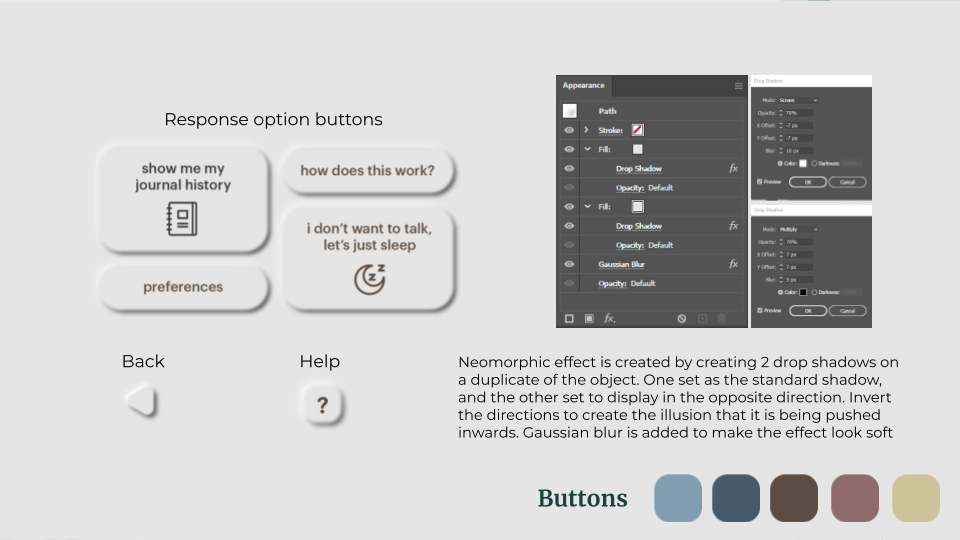 Response option buttons
show me my
journal history
how does this work?
i don't want to talk,
let's just sleep
preferences
Back
Help
?
Appearance
Path
Stroke:
Fill:
Drop Shadow
fx
Opacity: Default
Fill:
Drop Shadow
fx
Opacity: Default
Gaussian Blur
fx
Opacity: Default
fx.
Drop Shadow
Mode: Screen
Opacity: 70%
X Offset: -7 px
Y Offset: -7 px
Blur: 10 px
Color: Darkness:
Preview OK Cancel
Drop Shadow
Mode: Multiply
Opacity: 70%
X Offset: 7 px
Y Offset: 7 px
Blur: 5 px
Color: Darkness:
Preview OK Cancel
Neomorphic effect is created by creating 2 drop shadows on
a duplicate of the object. One set as the standard shadow,
and the other set to display in the opposite direction. Invert
the directions to create the illusion that it is being pushed
inwards. Gaussian blur is added to make the effect look soft
Buttons